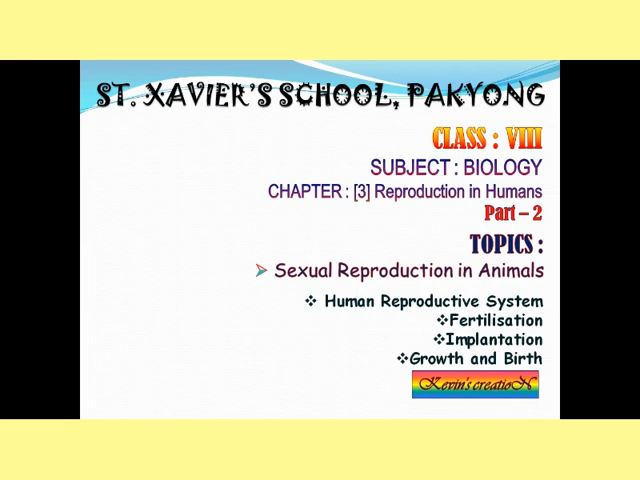 ST. XAVIER'S SCHOOL, PAKYONG
CLASS : VIII
SUBJECT : BIOLOGY
CHAPTER : [3] Reproduction in Humans
Part – 2
TOPICS :
➢ Sexual Reproduction in Animals
❖ Human Reproductive System
❖Fertilisation
❖Implantation
❖Growth and Birth
Kevin's creatioN